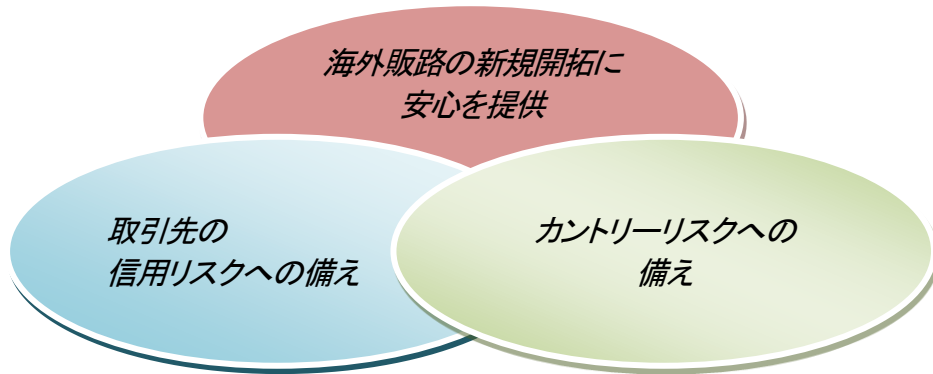 海外販路の新規開拓に
安心を提供
取引先の
信用リスクへの備え
カントリーリスクへの
備え